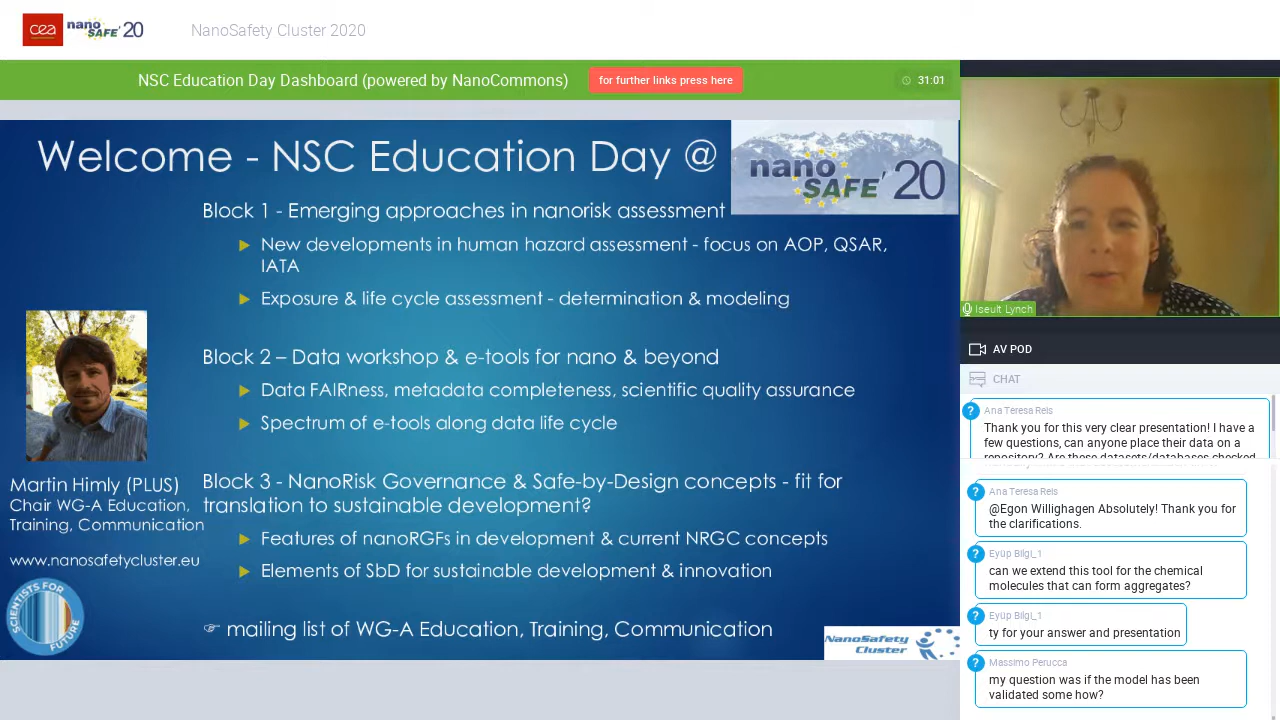 cea nano SAFE' 20
NanoSafety Cluster 2020
NSC Education Day Dashboard (powered by NanoCommons)
for further links press here
31:01
Welcome - NSC Education Day @
nano SAFE' 20
Block 1 - Emerging approaches in nanorisk assessment
New developments in human hazard assessment - focus on AOP, QSAR,
IATA
Exposure & life cycle assessment - determination & modeling
Block 2 – Data workshop & e-tools for nano & beyond
Data FAIRness, metadata completeness, scientific quality assurance
Spectrum of e-tools along data life cycle
Martin Himly (PLUS)
Chair WG-A Education,
Training, Communication
www.nanosafetycluster.eu
SCIENTISTS FOR FUTURE
Block 3 - NanoRisk Governance & Safe-by-Design concepts - fit for
translation to sustainable development?
Features of nanoRGFs in development & current NRGC concepts
Elements of SbD for sustainable development & innovation
☞ mailing list of WG-A Education, Training, Communication
NanoSafety
Cluster
Iseult Lynch
AV POD
CHAT
Ana Teresa Reis
Thank you for this very clear presentation! I have a
few questions, can anyone place their data on a
repository? Are these datasets/databases checked
Ana Teresa Reis
@Egon Willighagen Absolutely! Thank you for
the clarifications.
Eyüp Bilgi_1
can we extend this tool for the chemical
molecules that can form aggregates?
Eyüp Bilgi_1
ty for your answer and presentation
Massimo Perucca
my question was if the model has been
validated some how?